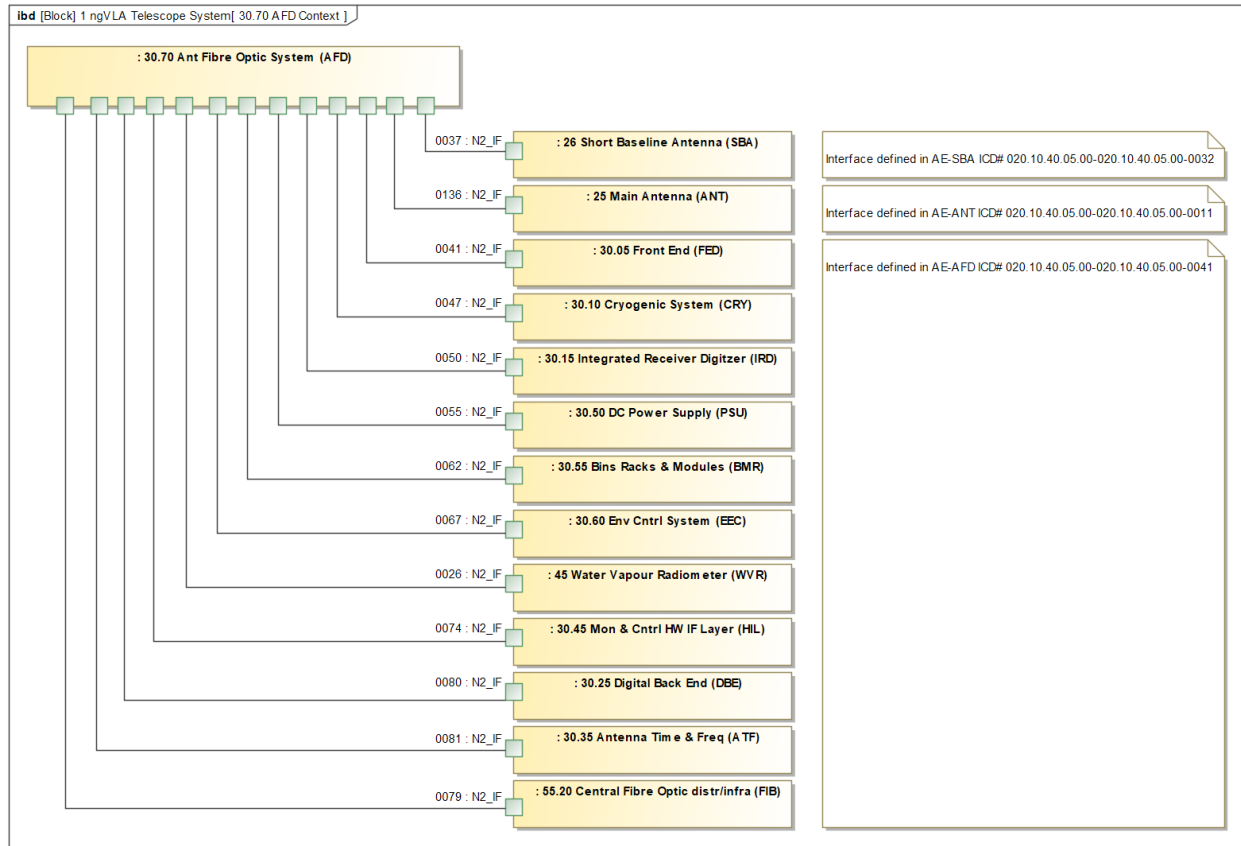 ibd [Block] 1 ngVLA Telescope System[ 30.70 AFD Context ]
: 30.70 Ant Fibre Optic System (AFD)
0037 : N2_IF
: 26 Short Baseline Antenna (SBA)
Interface defined in AE-SBA ICD# 020.10.40.05.00-020.10.40.05.00-0032
0136 : N2_IF
: 25 Main Antenna (ANT)
Interface defined in AE-ANT ICD# 020.10.40.05.00-020.10.40.05.00-0011
0041 : N2_IF
: 30.05 Front End (FED)
Interface defined in AE-AFD ICD# 020.10.40.05.00-020.10.40.05.00-0041
0047 : N2_IF
: 30.10 Cryogenic System (CRY)
0050 : N2_IF
: 30.15 Integrated Receiver Digitzer (IRD)
0055 : N2_IF
: 30.50 DC Power Supply (PSU)
0062 : N2_IF
: 30.55 Bins Racks & Modules (BMR)
0067 : N2_IF
: 30.60 Env Cntrl System (EEC)
0026 : N2_IF
: 45 Water Vapour Radiometer (WVR)
0074 : N2_IF
: 30.45 Mon & Cntrl HW IF Layer (HIL)
0080 : N2_IF
: 30.25 Digital Back End (DBE)
0081 : N2_IF
: 30.35 Antenna Time & Freq (ATF)
0079 : N2_IF
: 55.20 Central Fibre Optic distr/infra (FIB)